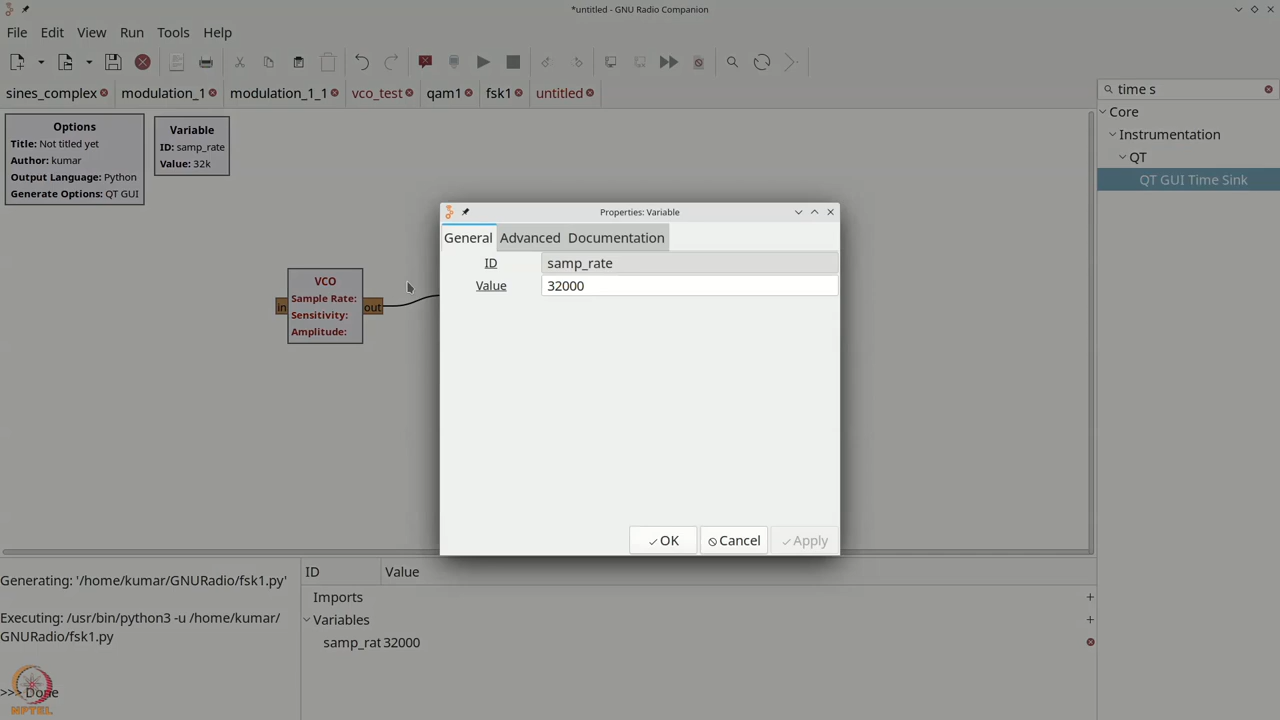 *untitled - GNU Radio Companion
File Edit View Run Tools Help
sines_complex modulation_1 modulation_1_1 vco_test qam1 fsk1 untitled
time s
Options
Title: Not titled yet
Author: kumar
Output Language: Python
Generate Options: QT GUI
Variable
ID: samp_rate
Value: 32k
Core
Instrumentation
QT
QT GUI Time Sink
VCO
Sample Rate:
Sensitivity:
Amplitude:
in
out
Properties: Variable
General Advanced Documentation
ID samp_rate
Value 32000
OK Cancel Apply
Generating: '/home/kumar/GNURadio/fsk1.py'
Executing: /usr/bin/python3 -u /home/kumar/
GNURadio/fsk1.py
>>> Done
NPTEL
ID Value
Imports
Variables
samp_rat 32000